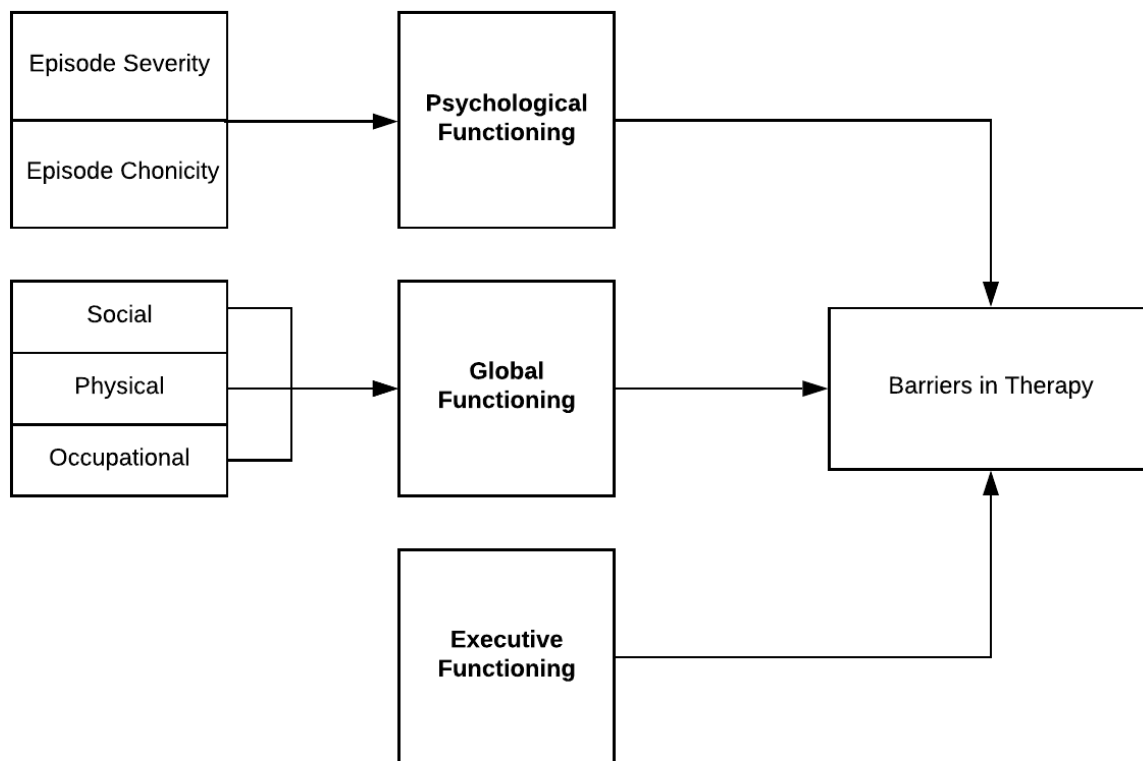 Episode Severity
Episode Chonicity
Psychological
Functioning
Social
Physical
Occupational
Global
Functioning
Barriers in Therapy
Executive
Functioning